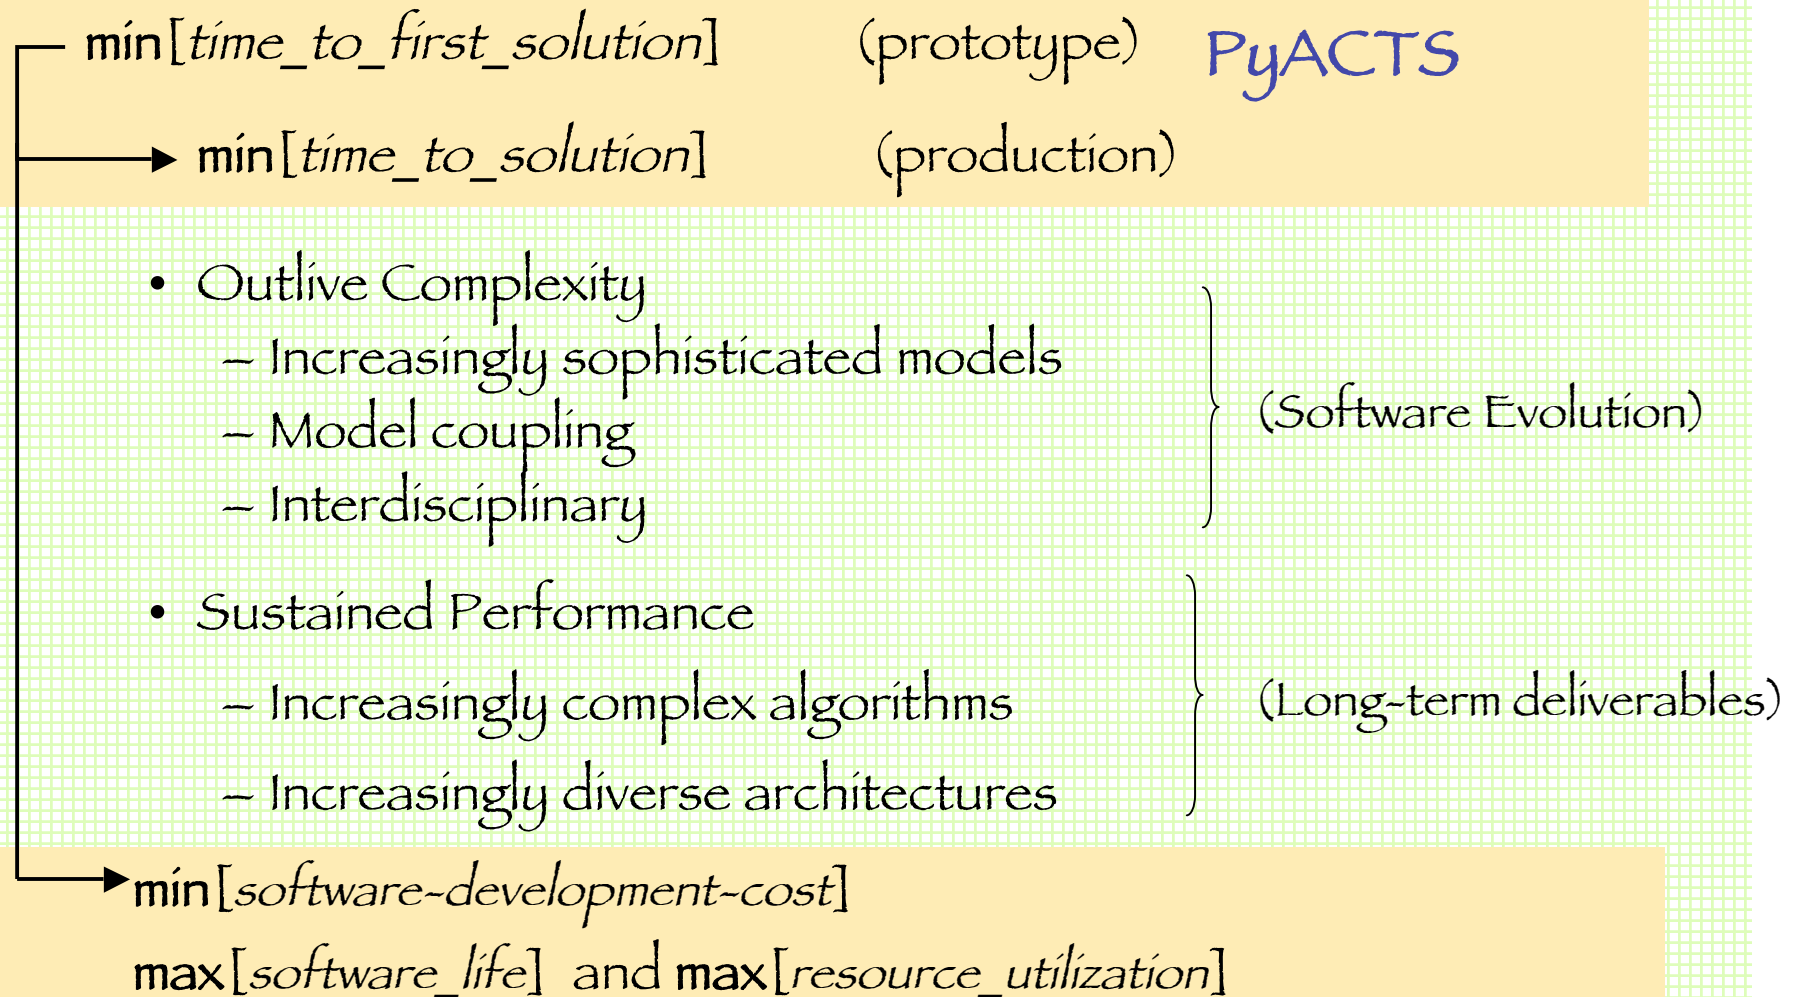 min[time_to_first_solution] (prototype) PyACTS
min[time_to_solution] (production)
• Outlive Complexity
– Increasingly sophisticated models
– Model coupling
(Software Evolution)
– Interdisciplinary
• Sustained Performance
– Increasingly complex algorithms (Long-term deliverables)
– Increasingly diverse architectures
min[software-development-cost]
max[software_life] and max[resource_utilization]